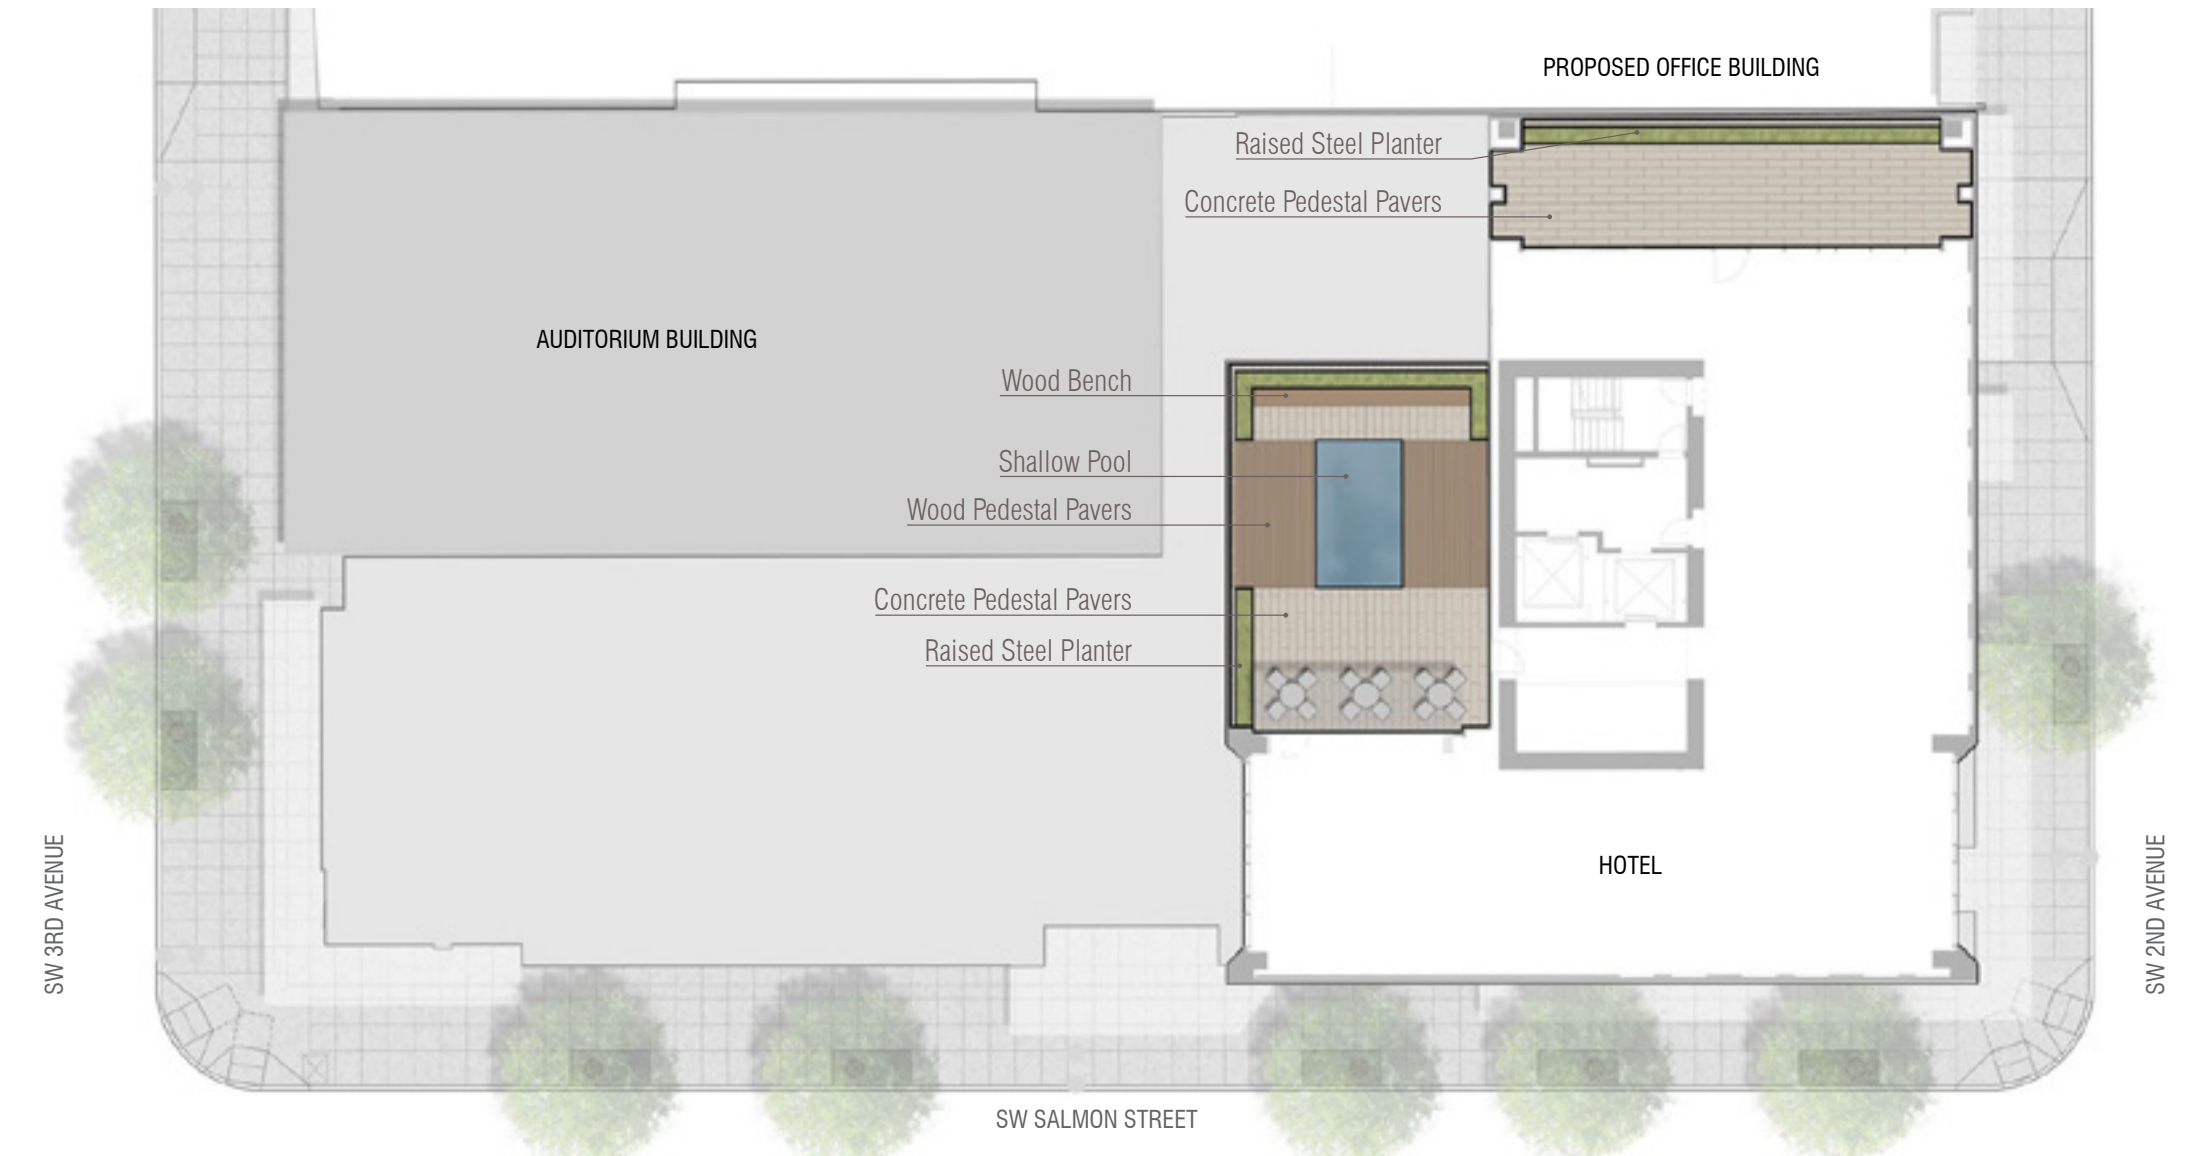 PROPOSED OFFICE BUILDING
Raised Steel Planter
Concrete Pedestal Pavers
AUDITORIUM BUILDING
Wood Bench
Shallow Pool
Wood Pedestal Pavers
Concrete Pedestal Pavers
Raised Steel Planter
HOTEL
SW 3RD AVENUE
SW 2ND AVENUE
SW SALMON STREET